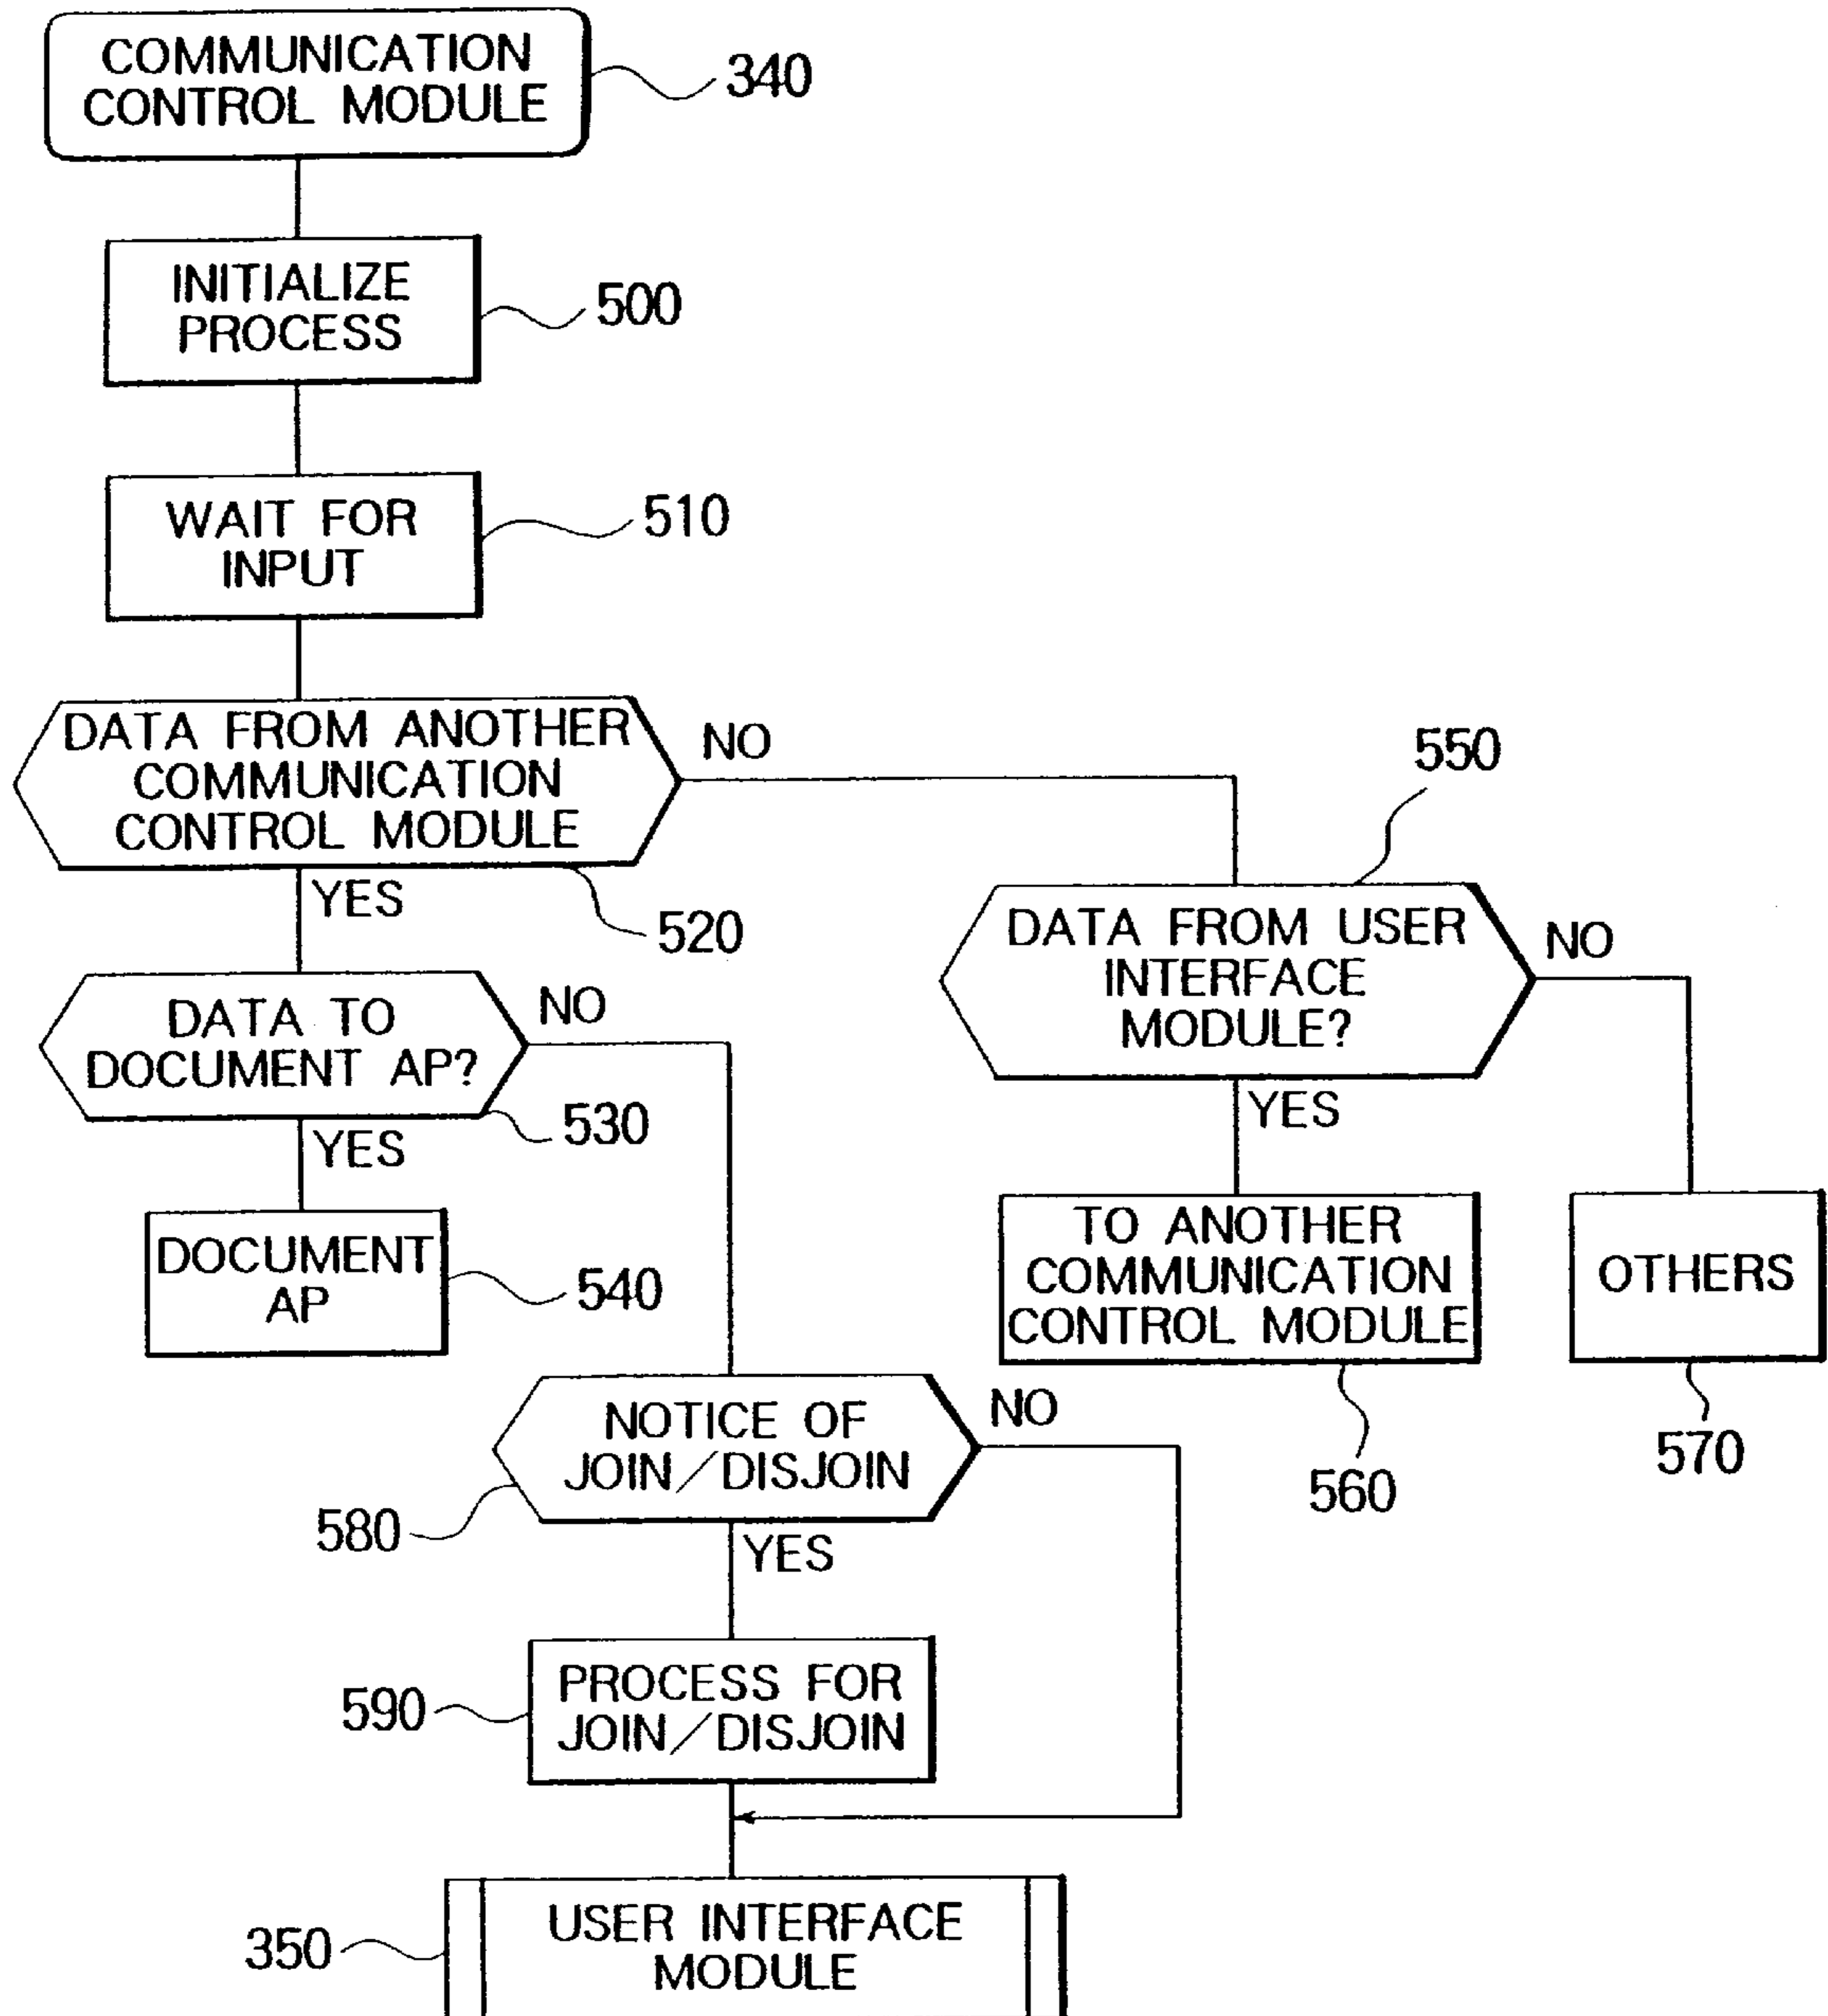 COMMUNICATION
CONTROL MODULE
340
INITIALIZE
PROCESS
500
WAIT FOR
INPUT
510
DATA FROM ANOTHER
COMMUNICATION
CONTROL MODULE
NO
YES
520
550
DATA FROM USER
INTERFACE
MODULE?
NO
YES
DATA TO
DOCUMENT AP?
NO
530
YES
DOCUMENT
AP
540
TO ANOTHER
COMMUNICATION
CONTROL MODULE
560
OTHERS
570
NOTICE OF
JOIN/DISJOIN
NO
580
YES
PROCESS FOR
JOIN/DISJOIN
590
USER INTERFACE
MODULE
350